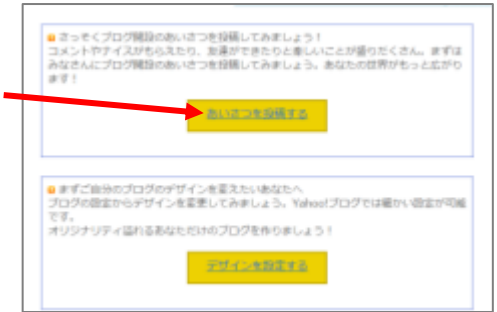 さっそくブログ開設のあいさつを投稿してみましょう！
コメントやナイスがもらえたり、友達ができたりと楽しいことが盛りだくさん。まずは
みなさんにブログ開設のあいさつを投稿してみましょう。あなたの世界がもっと広がり
ます！
あいさつを投稿する
まずご自分のブログのデザインを変えたいあなたへ
ブログの設定からデザインを変更してみましょう。Yahoo!ブログでは細かい設定が可能
です。
オリジナリティ溢れるあなただけのブログを作りましょう！
デザインを設定する